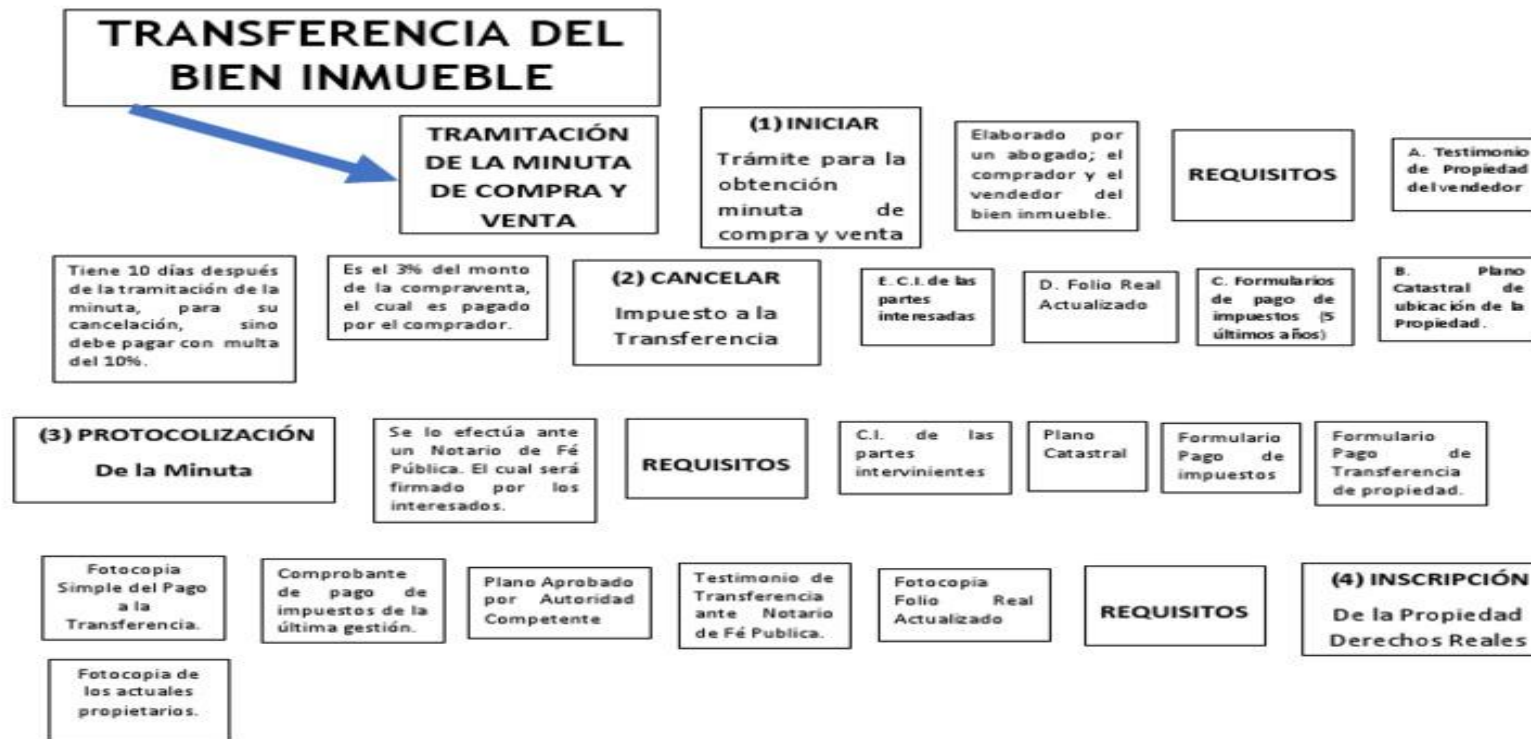 TRANSFERENCIA DEL
BIEN INMUEBLE
TRAMITACIÓN
DE LA MINUTA
DE COMPRA Y
VENTA
(1) INICIAR
Trámite para la
obtención
minuta de
compra y venta
Elaborado por
un abogado; el
comprador y el
vendedor del
bien inmueble.
REQUISITOS
A. Testimonio
de Propiedad
del vendedor
Tiene 10 días después
de la tramitación de la
minuta, para su
cancelación, sino
debe pagar con multa
del 10%.
Es el 3% del monto
de la compraventa,
el cual es pagado
por el comprador.
(2) CANCELAR
Impuesto a la
Transferencia
E. C.I. de las
partes
interesadas
D. Folio Real
Actualizado
C. Formularios
de pago de
impuestos (5
últimos años)
B. Plano
Catastral de
ubicación de la
Propiedad.
(3) PROTOCOLIZACIÓN
De la Minuta
Se lo efectúa ante
un Notario de Fé
Pública. El cual será
firmado por los
interesados.
REQUISITOS
C.I. de las
partes
intervinientes
Plano
Catastral
Formulario
Pago de
impuestos
Formulario
Pago de
Transferencia
de propiedad.
Fotocopia
Simple del Pago
a la
Transferencia.
Comprobante
de pago de
impuestos de la
última gestión.
Plano Aprobado
por Autoridad
Competente
Testimonio de
Transferencia
ante Notario
de Fé Publica.
Fotocopia
Folio Real
Actualizado
REQUISITOS
(4) INSCRIPCIÓN
De la Propiedad
Derechos Reales
Fotocopia de
los actuales
propietarios.